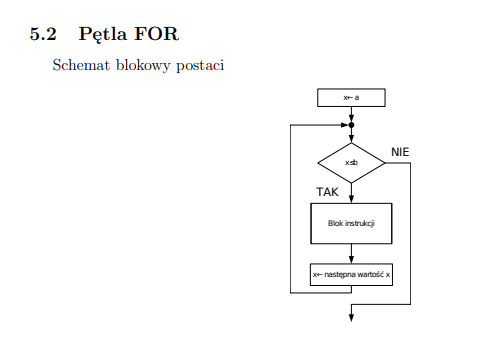 5.2 Pętla FOR
Schemat blokowy postaci
x← a
x≤b
NIE
TAK
Blok instrukcji
x← następna wartość x